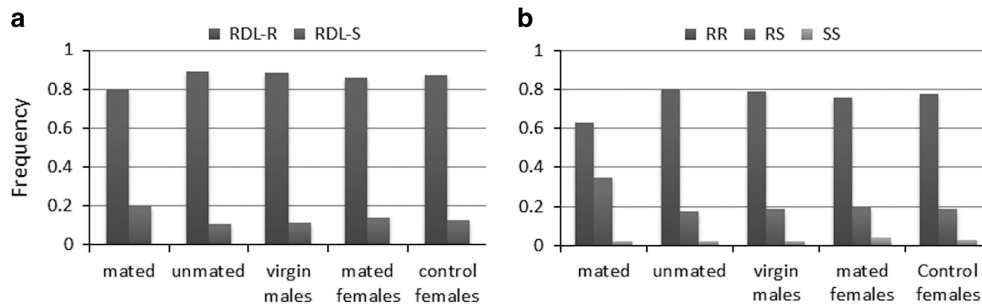 a
RDL-R RDL-S
1
0.8
0.6
0.4
0.2
0
Frequency
mated unmated virgin males mated females control females
b
RR RS SS
1
0.8
0.6
0.4
0.2
0
mated unmated virgin males mated females Control females